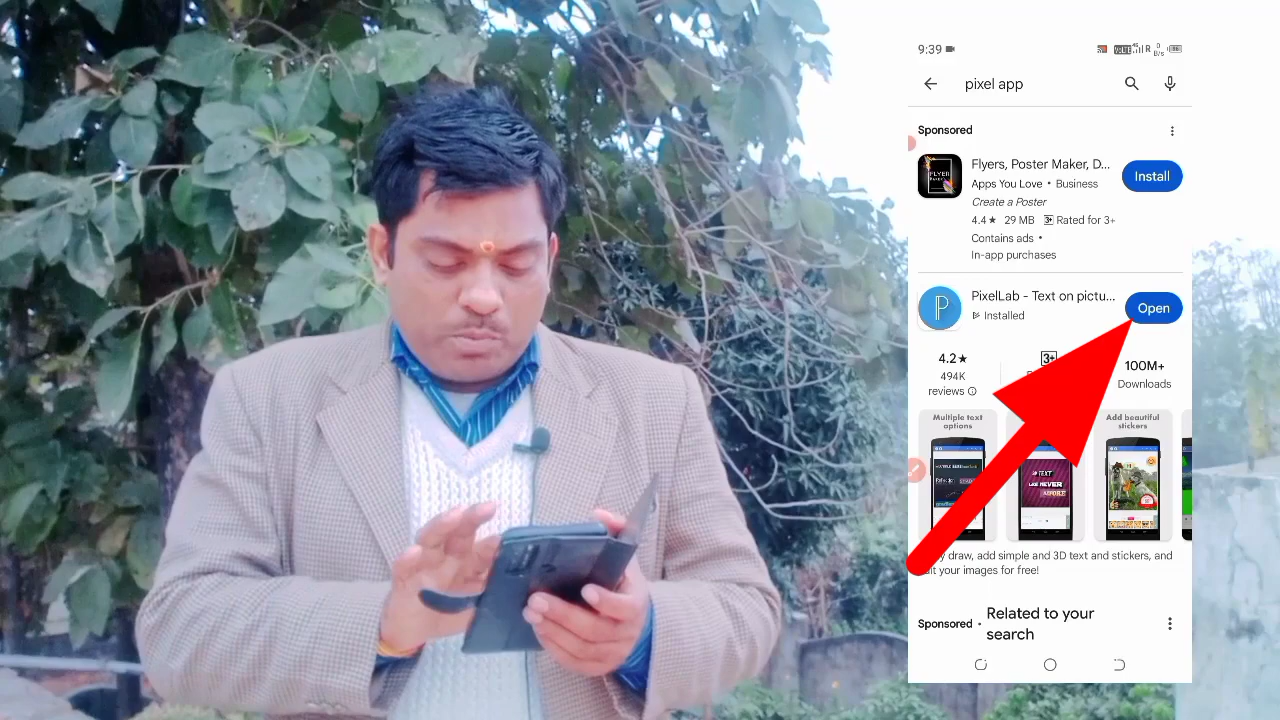 9:39
pixel app
Sponsored
Flyers, Poster Maker, D...
Apps You Love • Business
Create a Poster
4.4★ 29 MB 3+ Rated for 3+
Contains ads •
In-app purchases
PixelLab - Text on pictu...
Installed
4.2★
494K
reviews
3+
100M+
Downloads
Install
Open
Multiple text
options
Add beautiful
stickers
draw, add simple and 3D text and stickers, and
your images for free!
Sponsored •
Related to your
search